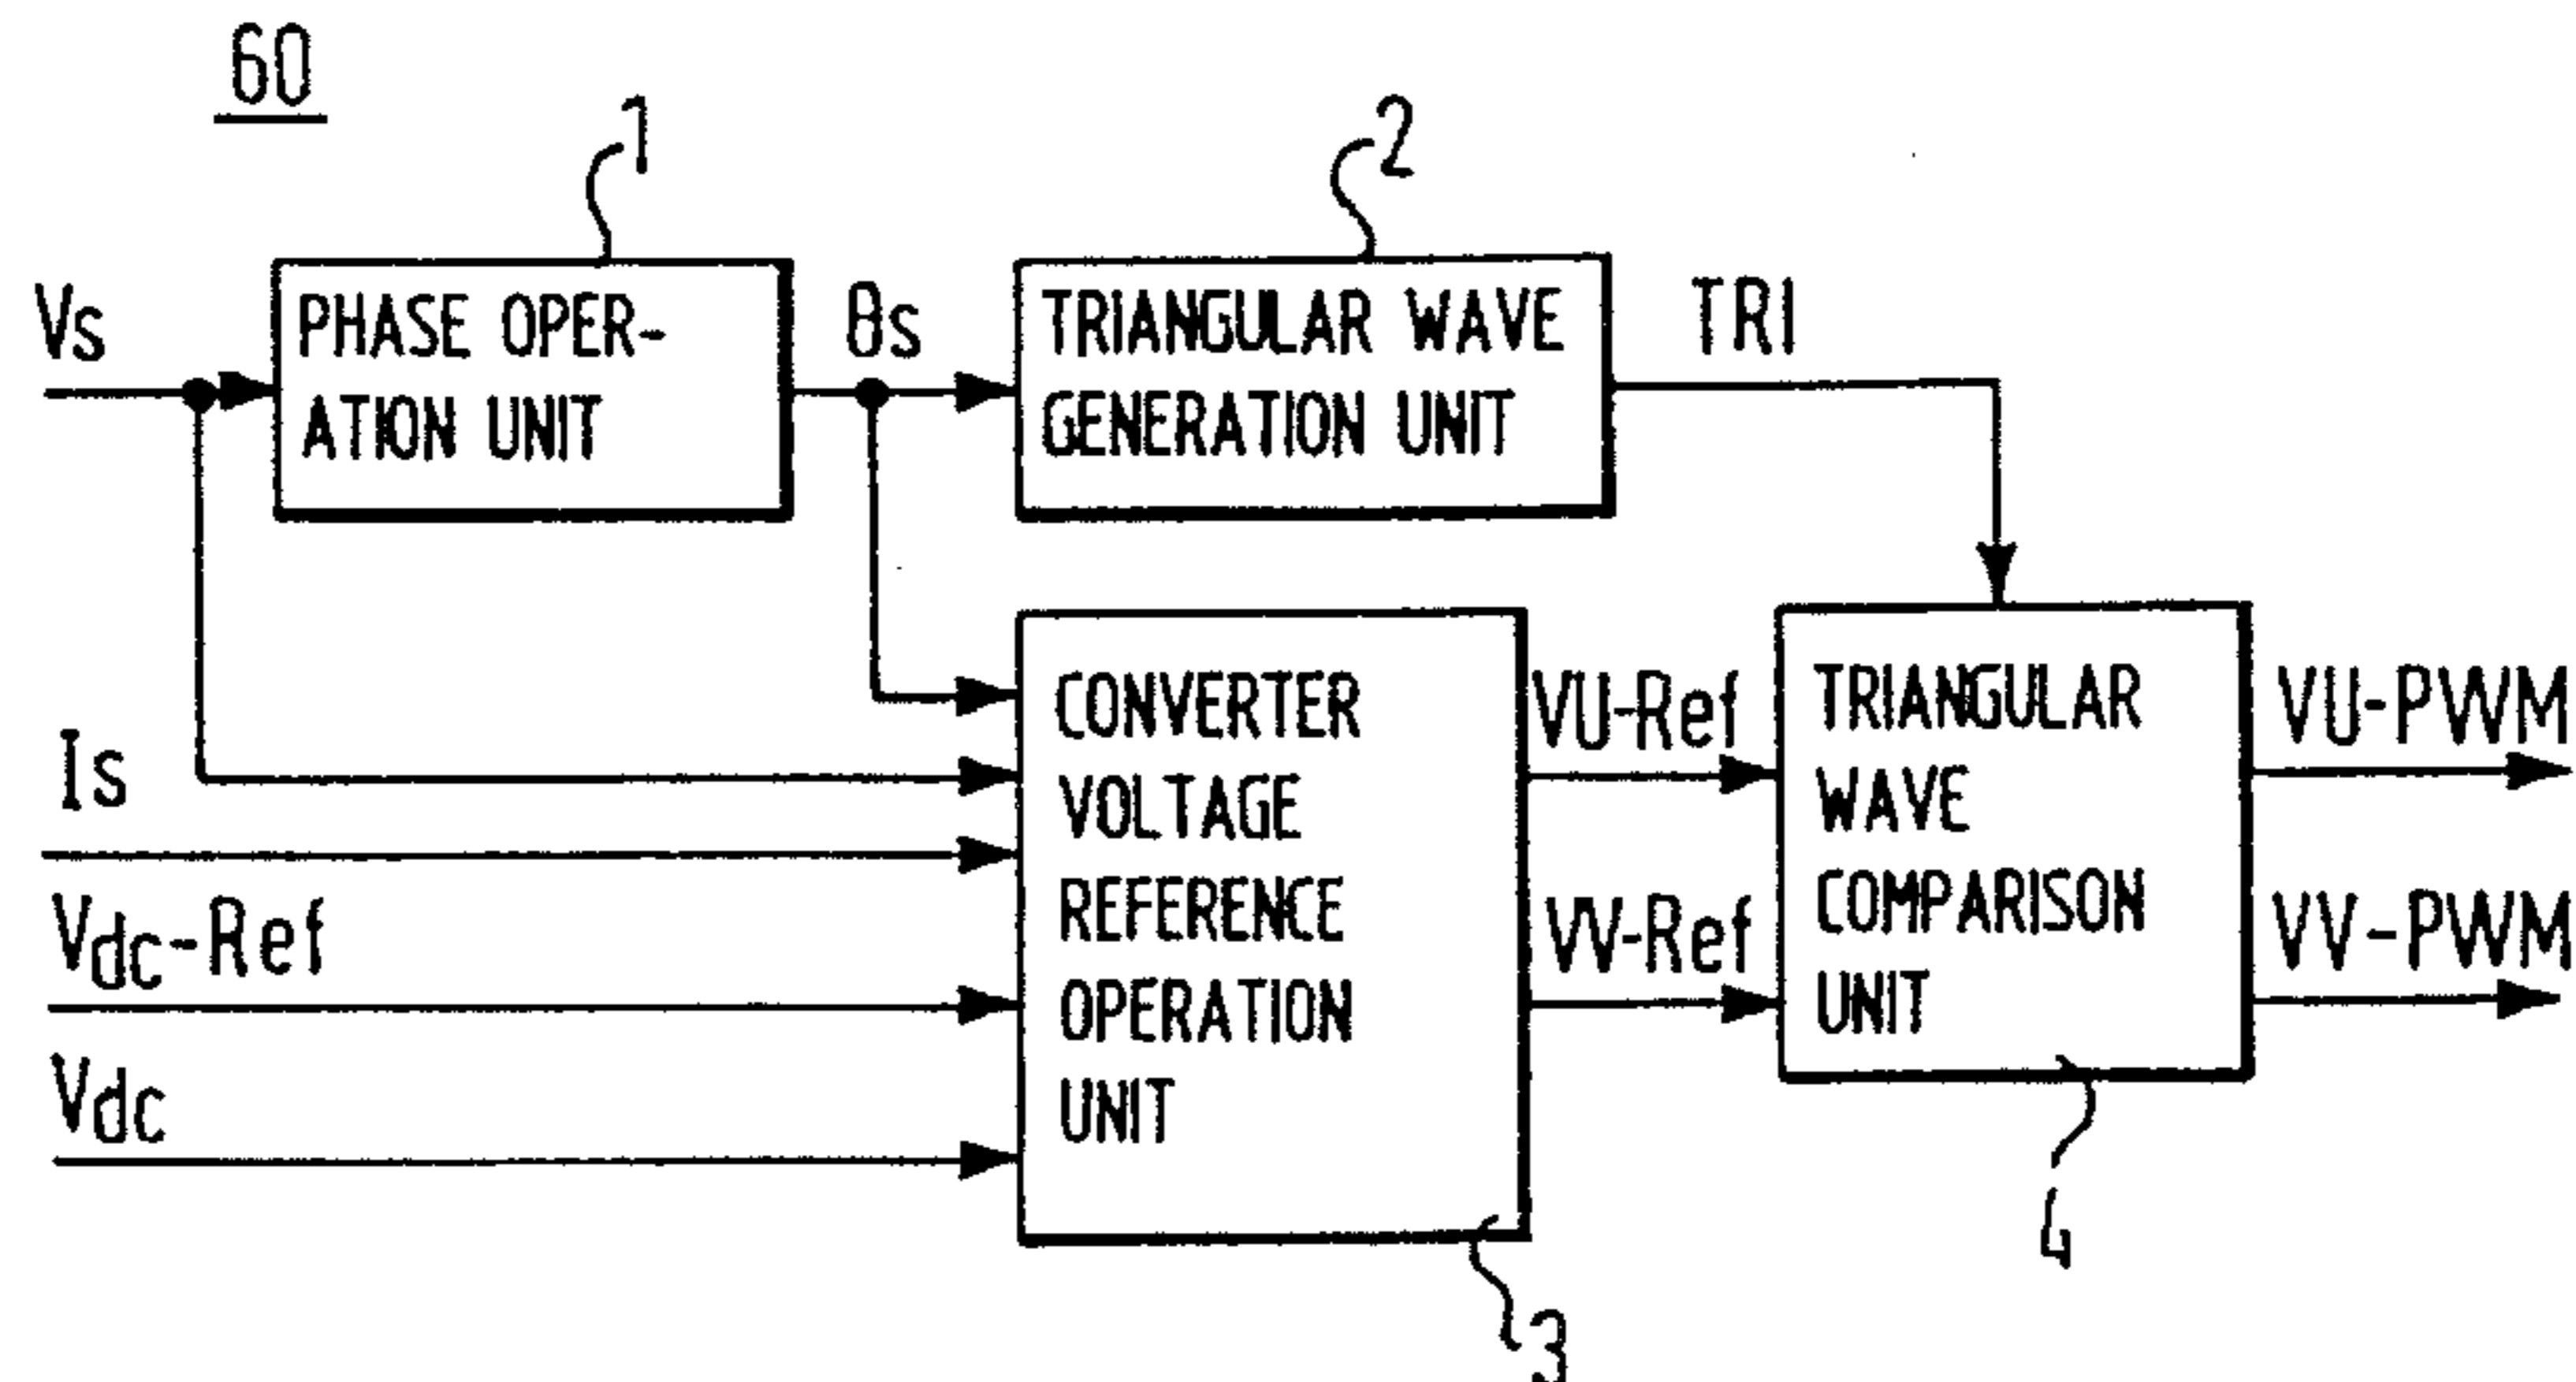 60
1
2
Vs
PHASE OPER-
ATION UNIT
θs
TRIANGULAR WAVE
GENERATION UNIT
TRI
Is
Vdc-Ref
Vdc
CONVERTER
VOLTAGE
REFERENCE
OPERATION
UNIT
VU-Ref
VV-Ref
TRIANGULAR
WAVE
COMPARISON
UNIT
VU-PWM
VV-PWM
4
3